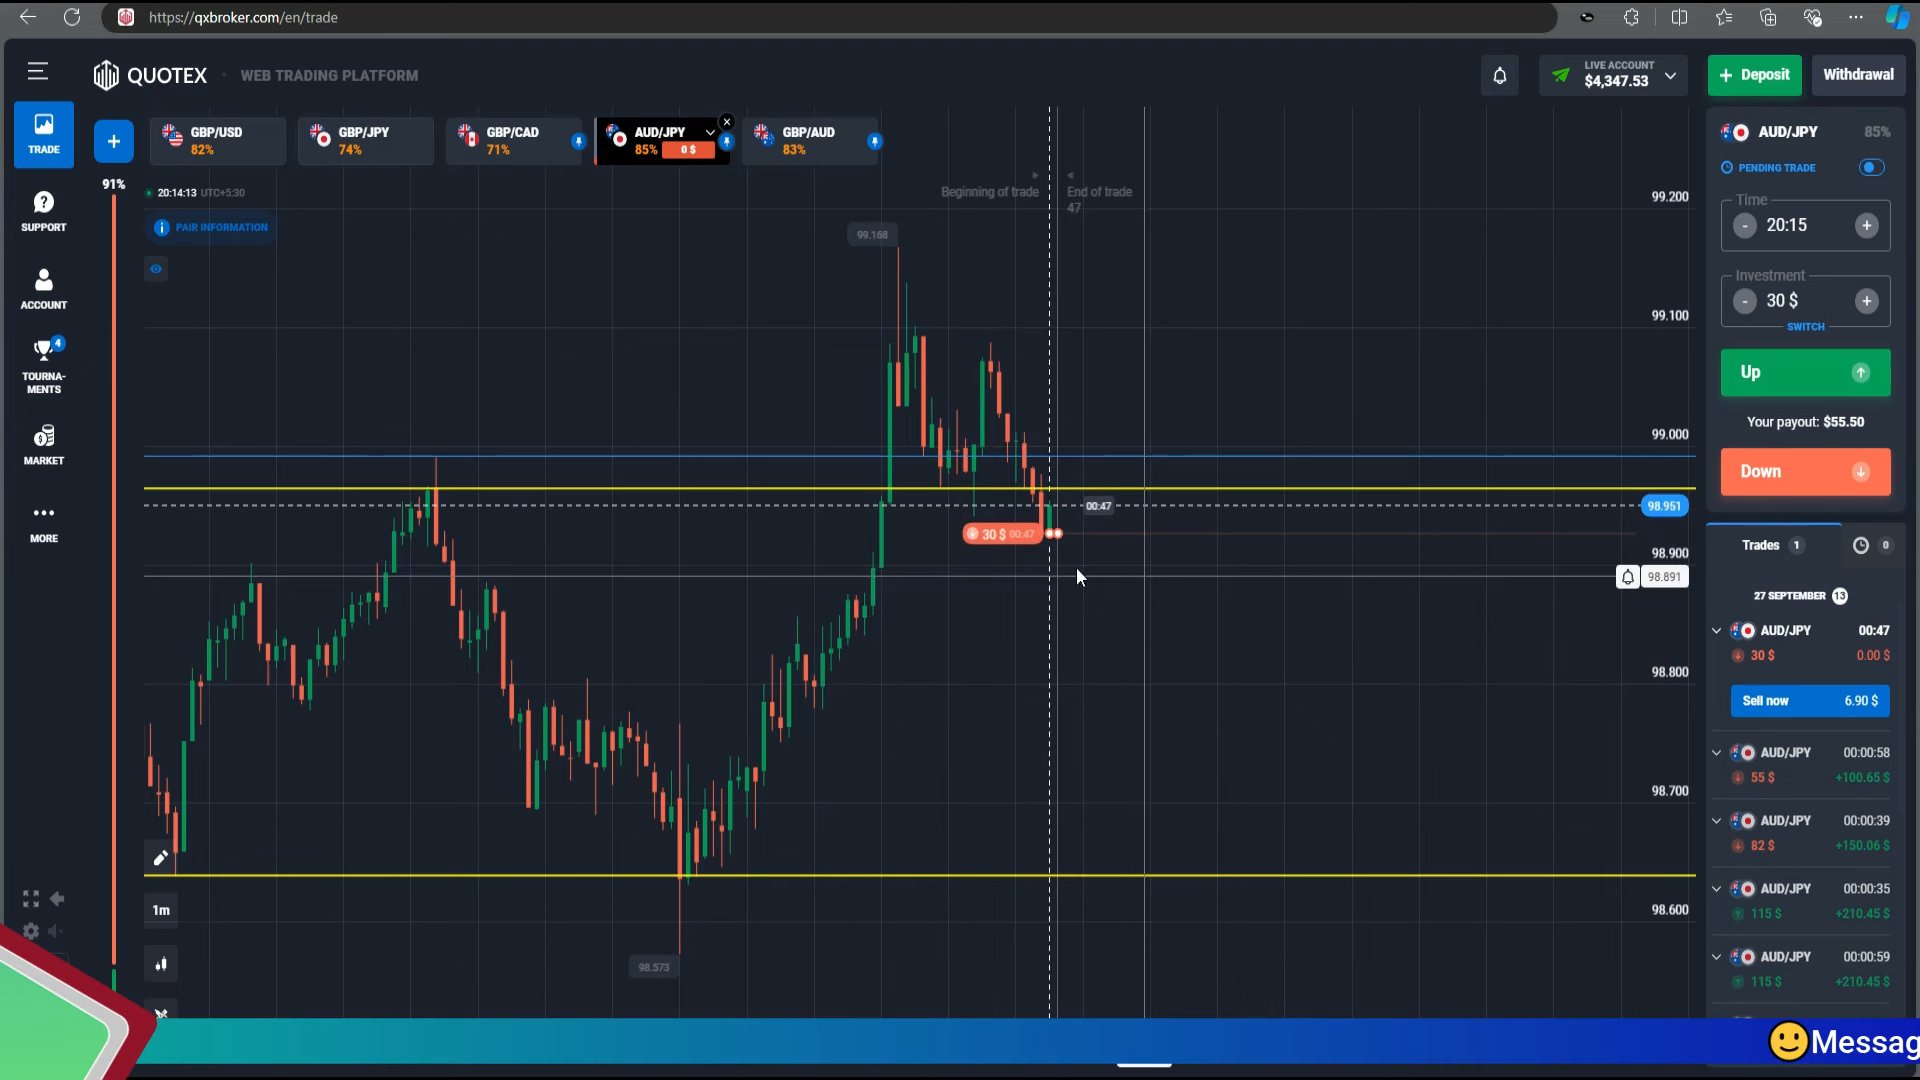 https://qxbroker.com/en/trade
QUOTEX · WEB TRADING PLATFORM
LIVE ACCOUNT
$4,347.53
+ Deposit
Withdrawal
TRADE
SUPPORT
ACCOUNT
4
TOURNA-
MENTS
MARKET
MORE
+
GBP/USD
82%
GBP/JPY
74%
GBP/CAD
71%
AUD/JPY
85% 0 $
GBP/AUD
83%
91%
20:14:13 UTC+5:30
PAIR INFORMATION
Beginning of trade
End of trade
47
99.168
99.200
99.100
99.000
98.951
98.900
98.891
98.800
98.700
98.600
00:47
30 $ 00:47
98.573
1m
AUD/JPY 85%
PENDING TRADE
Time
- 20:15 +
Investment
- 30 $ +
SWITCH
Up
Your payout: $55.50
Down
Trades 1
0
27 SEPTEMBER 13
AUD/JPY 00:47
30 $ 0.00 $
Sell now 6.90 $
AUD/JPY 00:00:58
55 $ +100.65 $
AUD/JPY 00:00:39
82 $ +150.06 $
AUD/JPY 00:00:35
115 $ +210.45 $
AUD/JPY 00:00:59
115 $ +210.45 $
Messag